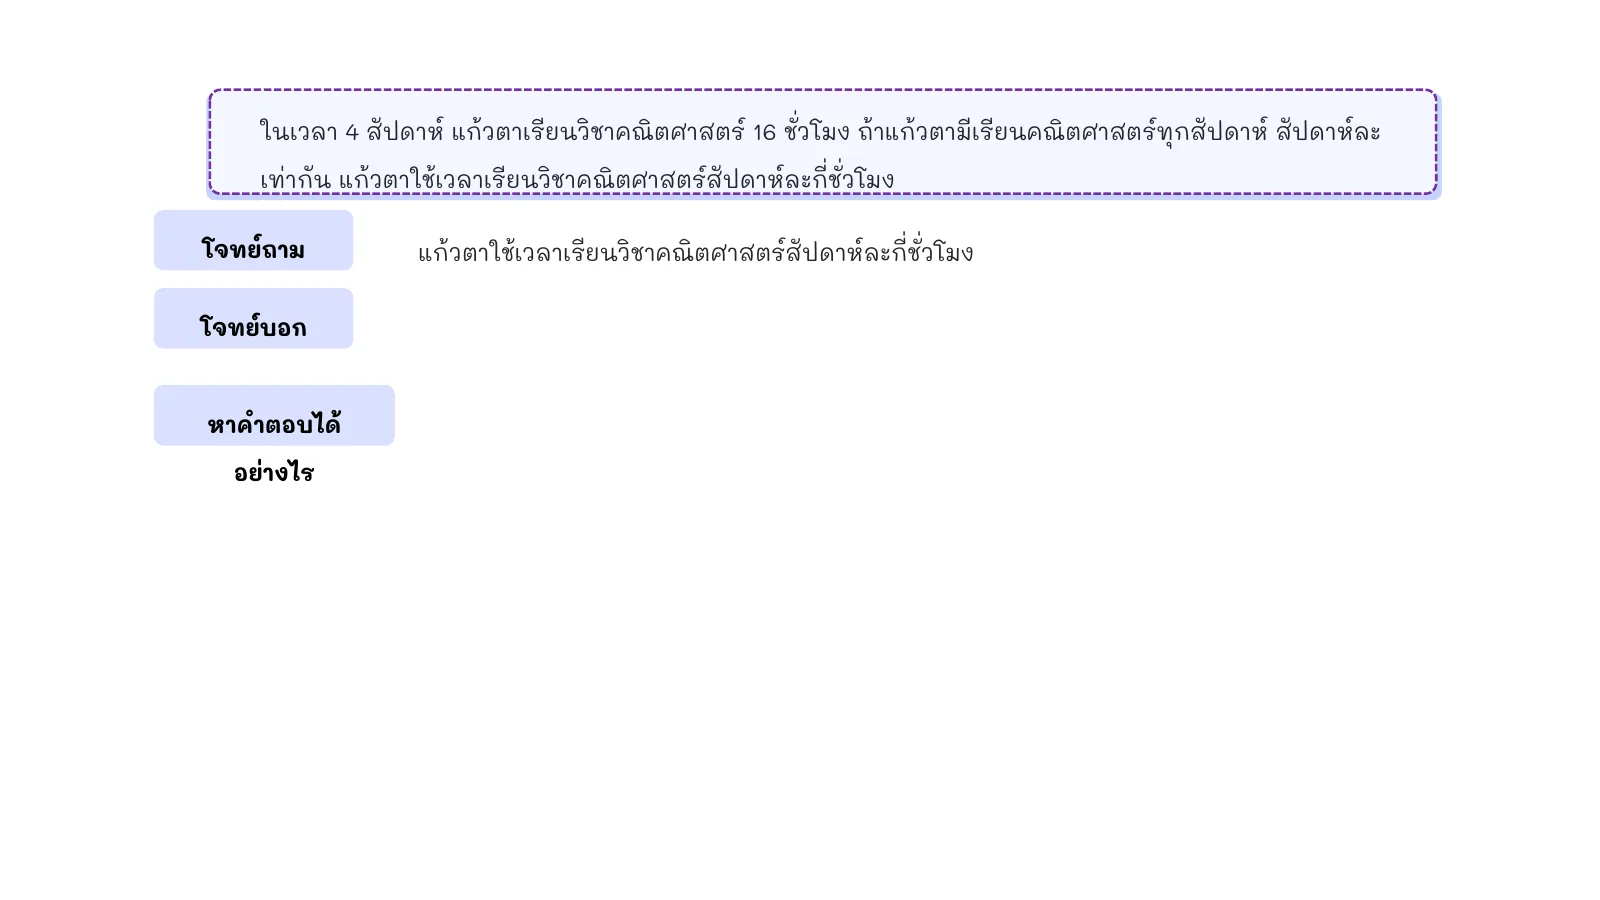 ในเวลา 4 สัปดาห์ แก้วตาเรียนวิชาคณิตศาสตร์ 16 ชั่วโมง ถ้าแก้วตามีเรียนคณิตศาสตร์ทุกสัปดาห์ สัปดาห์ละ
เท่ากัน แก้วตาใช้เวลาเรียนวิชาคณิตศาสตร์สัปดาห์ละกี่ชั่วโมง
โจทย์ถาม
แก้วตาใช้เวลาเรียนวิชาคณิตศาสตร์สัปดาห์ละกี่ชั่วโมง
โจทย์บอก
หาคำตอบได้
อย่างไร